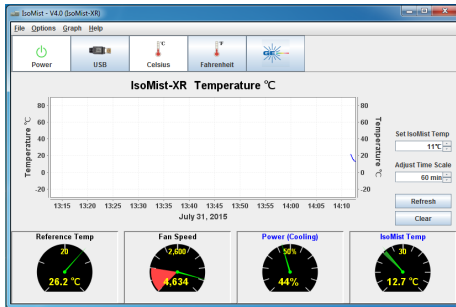 IsoMist - V4.0 (IsoMist-XR)
File Options Graph Help
Power USB Celsius Fahrenheit GE
°C °F
IsoMist-XR Temperature °C
80 80
60 60
40 40
20 20
0 0
-20 -20
Temperature °C Temperature °C
13:15 13:20 13:25 13:30 13:35 13:40 13:45 13:50 13:55 14:00 14:05 14:10
July 31, 2015
Set IsoMist Temp
11°C
Adjust Time Scale
60 min
Refresh
Clear
Reference Temp Fan Speed Power (Cooling) IsoMist Temp
20 2,600 50% 30
26.2 °C 4,634 44% 12.7 °C